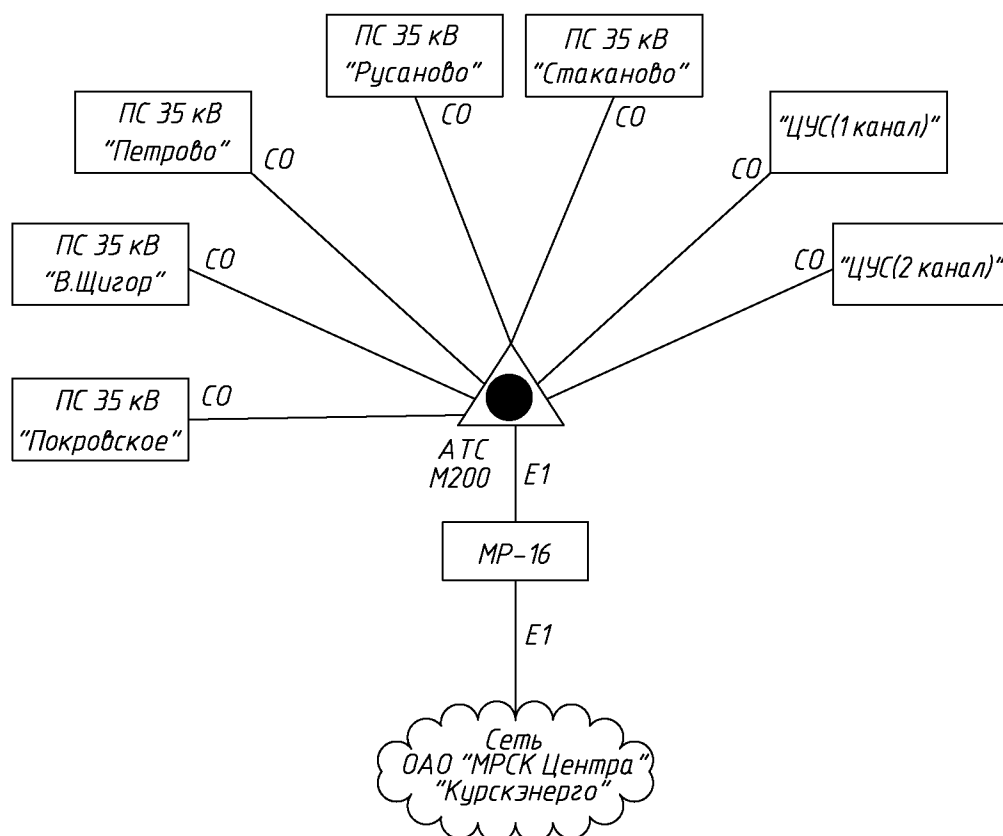 ПС 35 кВ
"Русаново"
СО
ПС 35 кВ
"Стаканово"
СО
ПС 35 кВ
"Петрово"
СО
"ЦУС(1 канал)"
СО
ПС 35 кВ
"В.Щигор"
СО
"ЦУС(2 канал)"
СО
ПС 35 кВ
"Покровское"
СО
АТС
М200
Е1
МР-16
Е1
Сеть
ОАО "МРСК Центра"
"Курскэнерго"